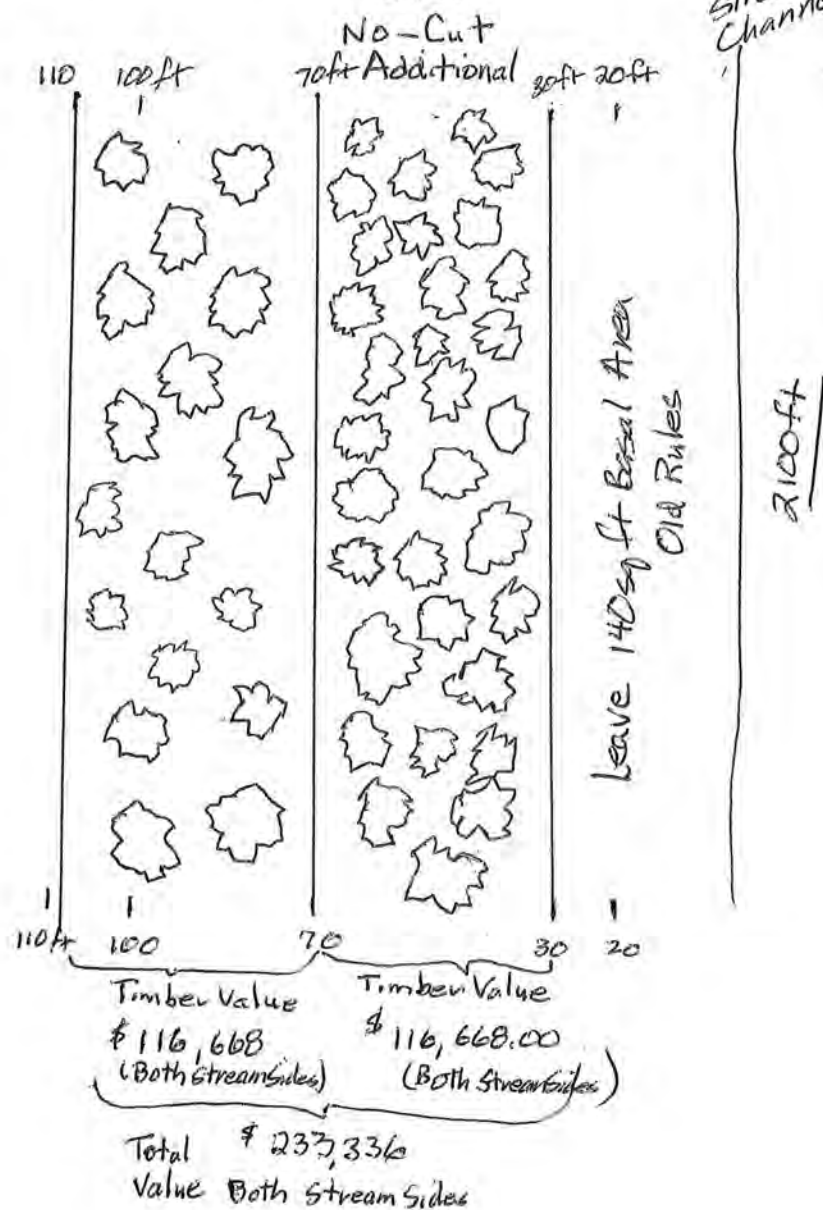 No-Cut
Additional
Channe
110 100ft 70ft 30ft 20ft
Leave 140sq ft Basal Area
Old Rules
2100ft
110ft 100 70 30 20
Timber Value
$ 116,668
(Both Streamsides)
Timber Value
$ 116,668.00
(Both Streamsides)
Total $ 233,336
Value Both Stream Sides